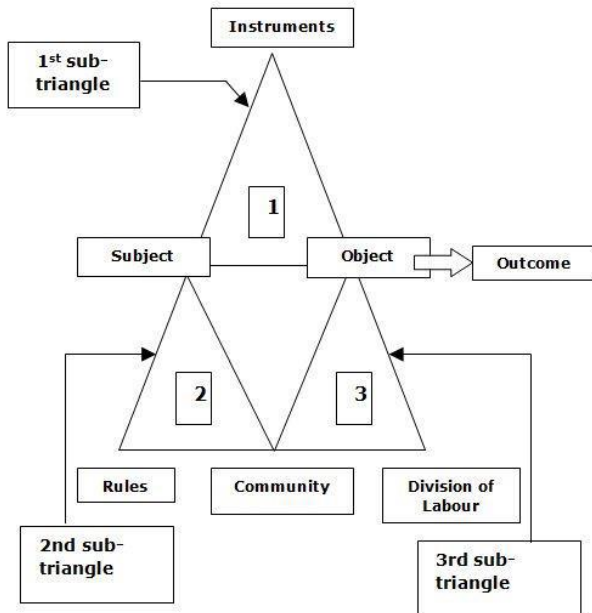 Instruments
1st sub-
triangle
1
Subject
Object
Outcome
2
3
Rules
Community
Division of
Labour
2nd sub-
triangle
3rd sub-
triangle